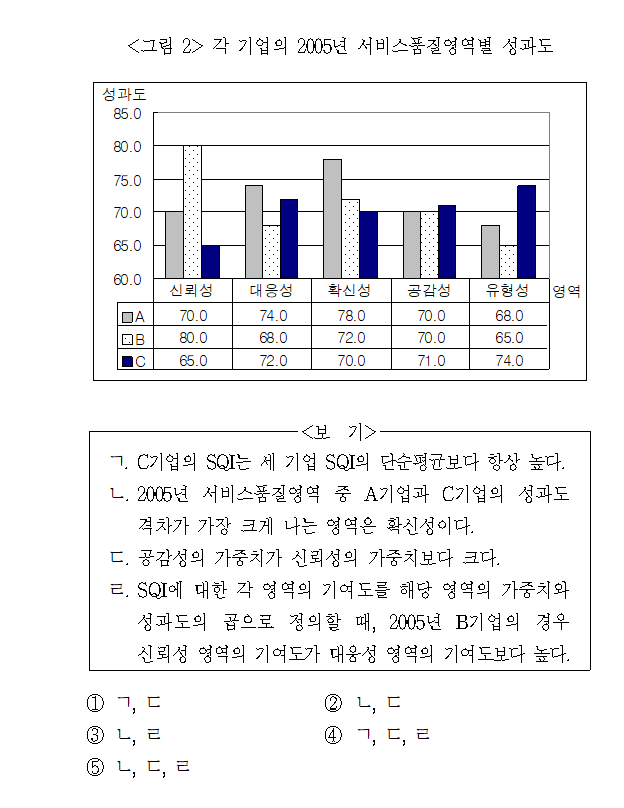 <그림 2> 각 기업의 2005년 서비스품질영역별 성과도
성과도
85.0
80.0
75.0
70.0
65.0
60.0
신뢰성 대응성 확신성 공감성 유형성 영역
A 70.0 74.0 78.0 70.0 68.0
B 80.0 68.0 72.0 70.0 65.0
C 65.0 72.0 70.0 71.0 74.0
<보 기>
ㄱ. C기업의 SQI는 세 기업 SQI의 단순평균보다 항상 높다.
ㄴ. 2005년 서비스품질영역 중 A기업과 C기업의 성과도
격차가 가장 크게 나는 영역은 확신성이다.
ㄷ. 공감성의 가중치가 신뢰성의 가중치보다 크다.
ㄹ. SQI에 대한 각 영역의 기여도를 해당 영역의 가중치와
성과도의 곱으로 정의할 때, 2005년 B기업의 경우
신뢰성 영역의 기여도가 대응성 영역의 기여도보다 높다.
① ㄱ, ㄷ ② ㄴ, ㄷ
③ ㄴ, ㄹ ④ ㄱ, ㄷ, ㄹ
⑤ ㄴ, ㄷ, ㄹ